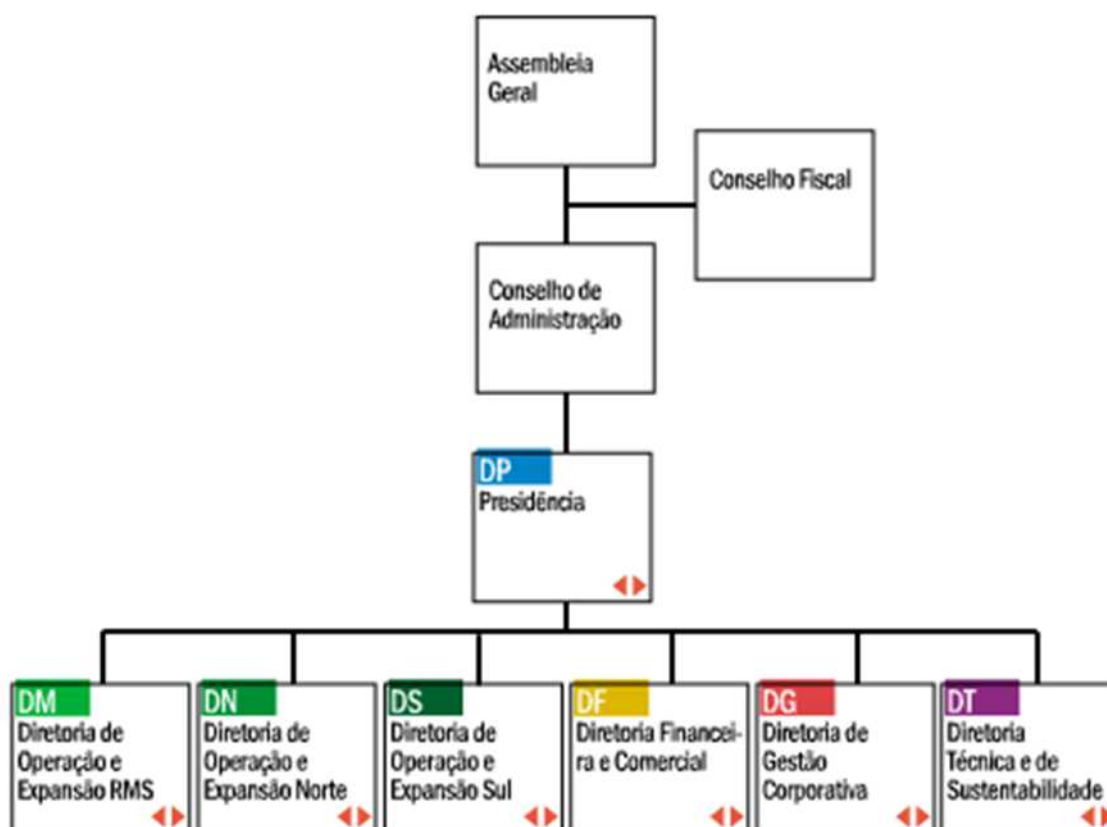 Assembleia
Geral
Conselho Fiscal
Conselho de
Administração
DP
Presidência
DM
Diretoria de
Operação e
Expansão RMS
DN
Diretoria de
Operação e
Expansão Norte
DS
Diretoria de
Operação e
Expansão Sul
DF
Diretoria Financei-
ra e Comercial
DG
Diretoria de
Gestão
Corporativa
DT
Diretoria
Técnica e de
Sustentabilidade